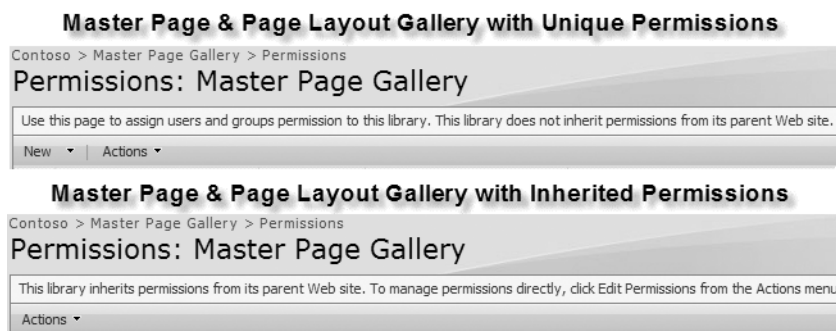 Master Page & Page Layout Gallery with Unique Permissions
Contoso > Master Page Gallery > Permissions
Permissions: Master Page Gallery
Use this page to assign users and groups permission to this library. This library does not inherit permissions from its parent Web site.
New Actions
Master Page & Page Layout Gallery with Inherited Permissions
Contoso > Master Page Gallery > Permissions
Permissions: Master Page Gallery
This library inherits permissions from its parent Web site. To manage permissions directly, click Edit Permissions from the Actions menu
Actions